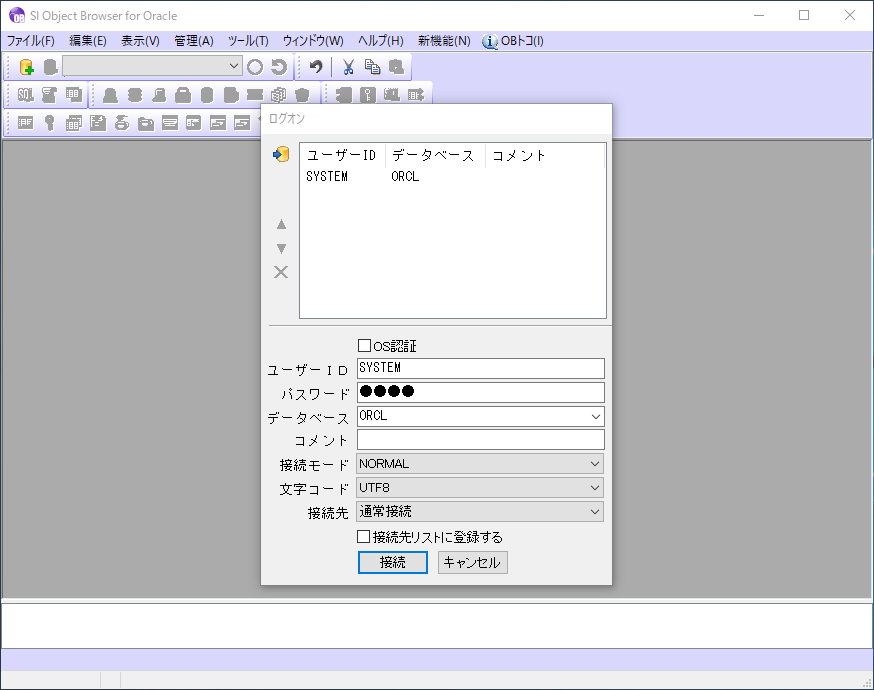 SI Object Browser for Oracle
ファイル(F) 編集(E) 表示(V) 管理(A) ツール(T) ウィンドウ(W) ヘルプ(H) 新機能(N) OBトコ(I)
ログオン
ユーザーID データベース コメント
SYSTEM ORCL
OS認証
ユーザーＩＤ SYSTEM
パスワード ●●●●
データベース ORCL
コメント
接続モード NORMAL
文字コード UTF8
接続先 通常接続
接続先リストに登録する
接続 キャンセル